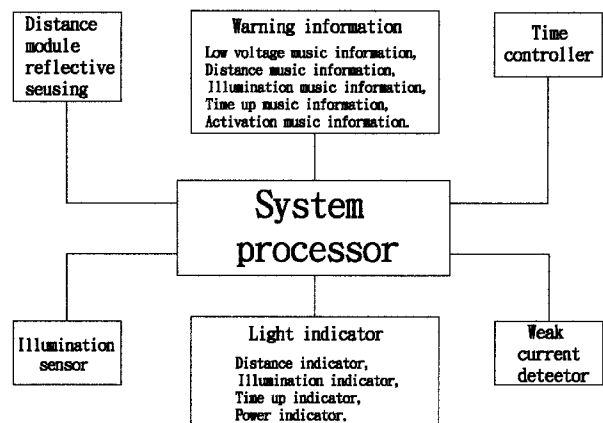 Distance
module
reflective
seusing
Warning information
Low voltage music information,
Distance music information,
Illumination music information,
Time up music information,
Activation music information.
Time
controller
System
processor
Illumination
sensor
Light indicator
Distance indicator,
Illumination indicator,
Time up indicator,
Power indicator.
Weak
current
deteetor